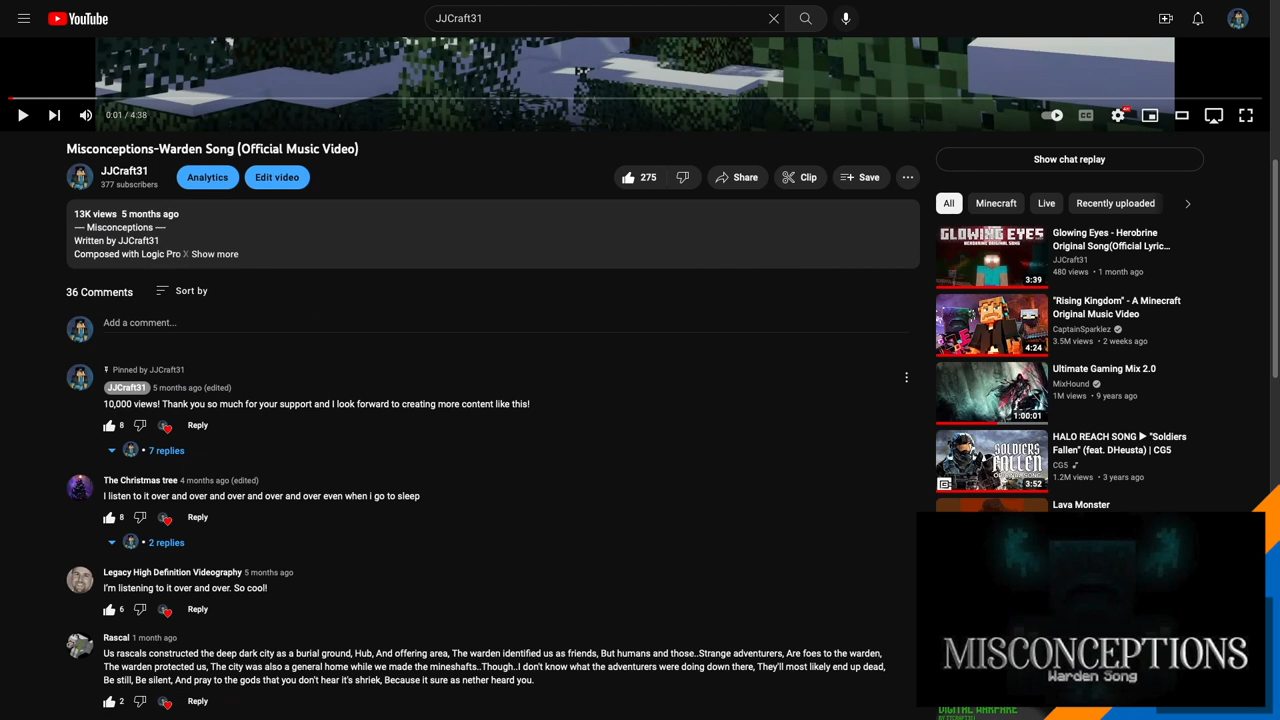 YouTube
JJCraft31
0:01 / 4:38
CC
Misconceptions-Warden Song (Official Music Video)
JJCraft31
377 subscribers
Analytics
Edit video
275
Share
Clip
Save
13K views 5 months ago
---- Misconceptions ----
Written by JJCraft31
Composed with Logic Pro X Show more
36 Comments
Sort by
Add a comment...
Pinned by JJCraft31
JJCraft31 5 months ago (edited)
10,000 views! Thank you so much for your support and I look forward to creating more content like this!
8
Reply
• 7 replies
The Christmas tree 4 months ago (edited)
I listen to it over and over and over and over and over even when i go to sleep
8
Reply
• 2 replies
Legacy High Definition Videography 5 months ago
I'm listening to it over and over. So cool!
6
Reply
Rascal 1 month ago
Us rascals constructed the deep dark city as a burial ground, Hub, And offering area, The warden identified us as friends, But humans and those..Strange adventurers, Are foes to the warden,
The warden protected us, The city was also a general home while we made the mineshafts..Though..I don't know what the adventurers were doing down there, They'll most likely end up dead,
Be still, Be silent, And pray to the gods that you don't hear it's shriek, Because it sure as nether heard you.
2
Reply
Show chat replay
All
Minecraft
Live
Recently uploaded
GLOWING EYES
HEROBRINE ORIGINAL SONG
3:39
Glowing Eyes - Herobrine
Original Song(Official Lyric...
JJCraft31
480 views • 1 month ago
4:24
"Rising Kingdom" - A Minecraft
Original Music Video
CaptainSparklez
3.5M views • 2 weeks ago
1:00:01
Ultimate Gaming Mix 2.0
MixHound
1M views • 9 years ago
SOLDIERS
FALLEN
3:52
HALO REACH SONG ▶ "Soldiers
Fallen" (feat. DHeusta) | CG5
CG5
1.2M views • 3 years ago
Lava Monster
MISCONCEPTIONS
Warden Song
DIGITAL WARFARE